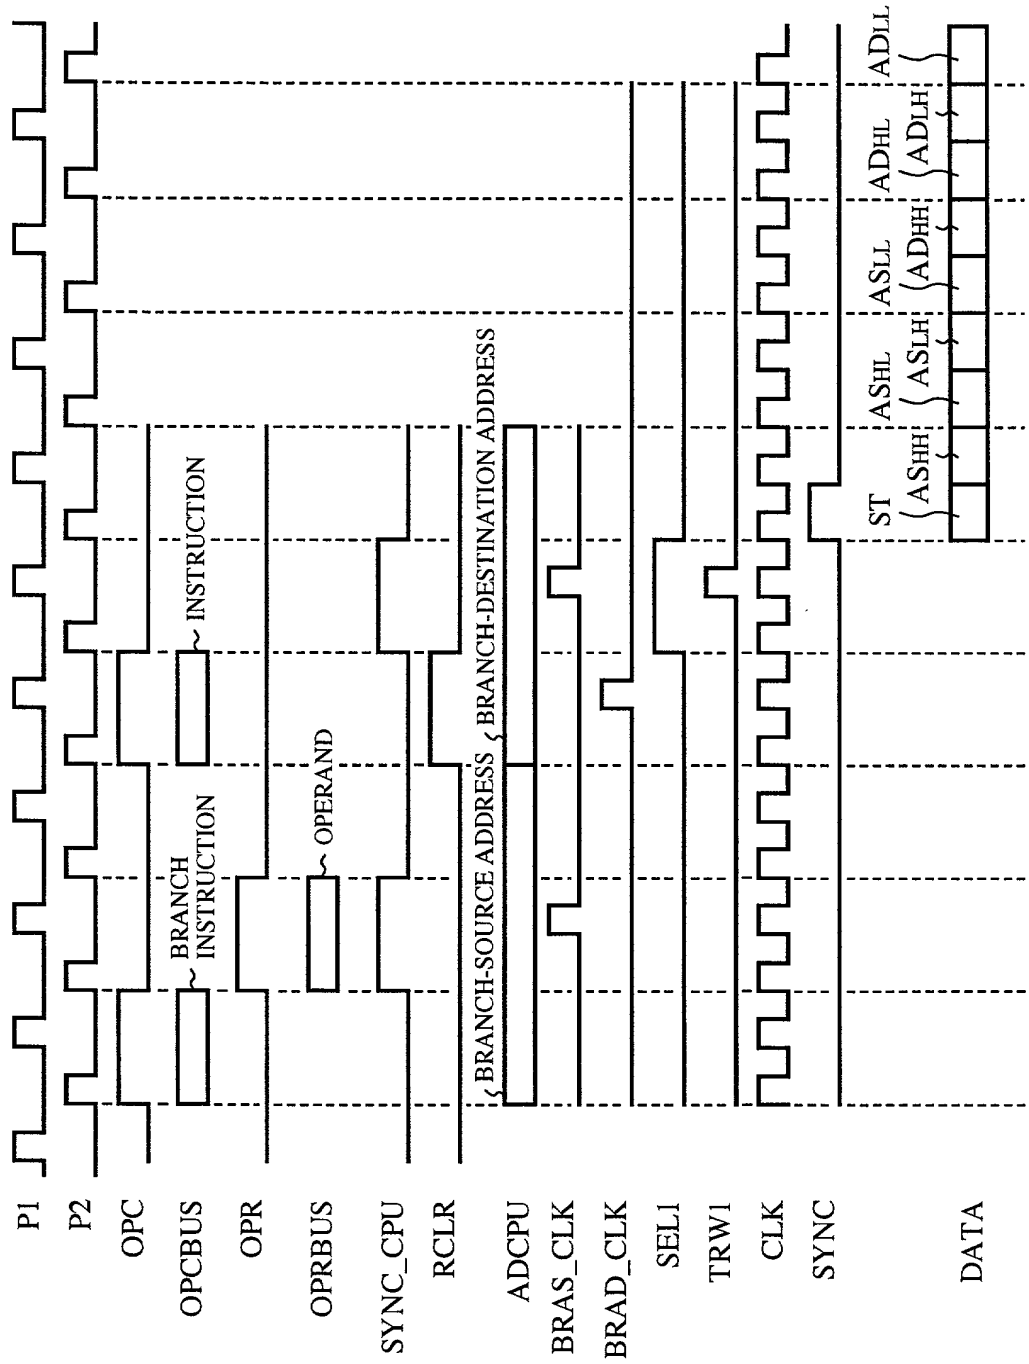 P1
P2
OPC
OPCBUS
BRANCH
INSTRUCTION
INSTRUCTION
OPR
OPRBUS
OPERAND
SYNC_CPU
RCLR
BRANCH-SOURCE ADDRESS
BRANCH-DESTINATION ADDRESS
ADCPU
BRAS_CLK
BRAD_CLK
SEL1
TRW1
CLK
SYNC
ST
ASHL
ASLL
ADHL
ADLL
ASHH
ASLH
ADHH
ADLH
DATA